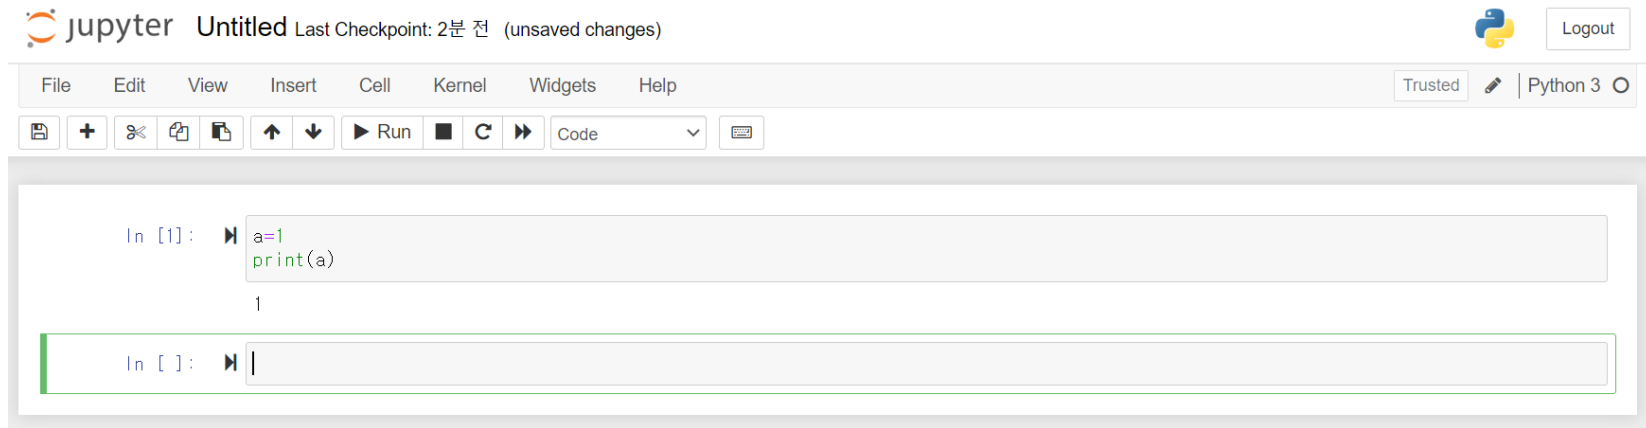 jupyter Untitled Last Checkpoint: 2분 전 (unsaved changes) Logout
File Edit View Insert Cell Kernel Widgets Help Trusted Python 3
Run Code
In [1]: a=1
print(a)
1
In [ ]: